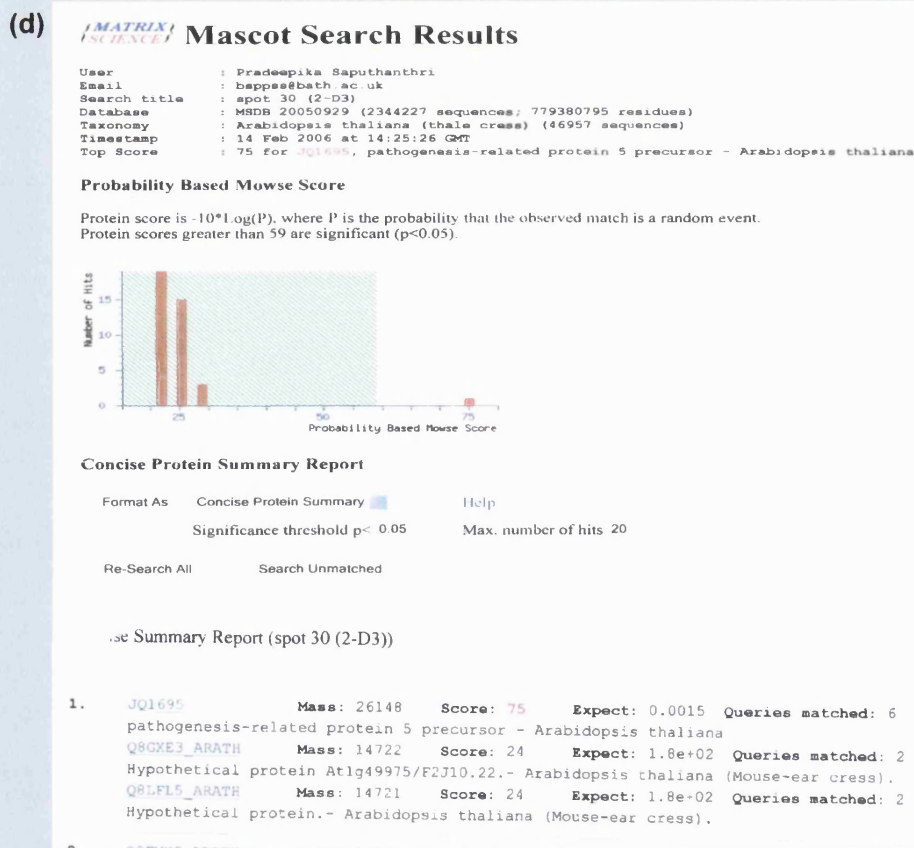 (d)
MATRIX SCIENCE Mascot Search Results
User : Pradeepika Saputhanthri
Email : bsppss@bath.ac.uk
Search title : spot 30 (2-D3)
Database : MSDB 20050929 (2344227 sequences; 779380795 residues)
Taxonomy : Arabidopsis thaliana (thale cress) (46957 sequences)
Timestamp : 14 Feb 2006 at 14:25:26 GMT
Top Score : 75 for JQ1695, pathogenesis-related protein 5 precursor - Arabidopsis thaliana
Probability Based Mowse Score
Protein score is -10*Log(P), where P is the probability that the observed match is a random event.
Protein scores greater than 59 are significant (p<0.05).
Number of Hits
15
10
5
0
25 50 75
Probability Based Mowse Score
Concise Protein Summary Report
Format As Concise Protein Summary Help
Significance threshold p< 0.05 Max. number of hits 20
Re-Search All Search Unmatched
.se Summary Report (spot 30 (2-D3))
1. JQ1695 Mass: 26148 Score: 75 Expect: 0.0015 Queries matched: 6
pathogenesis-related protein 5 precursor - Arabidopsis thaliana
Q8GXE3_ARATH Mass: 14722 Score: 24 Expect: 1.8e+02 Queries matched: 2
Hypothetical protein At1g49975/F2J10.22.- Arabidopsis thaliana (Mouse-ear cress).
Q8LFL5_ARATH Mass: 14721 Score: 24 Expect: 1.8e+02 Queries matched: 2
Hypothetical protein.- Arabidopsis thaliana (Mouse-ear cress).